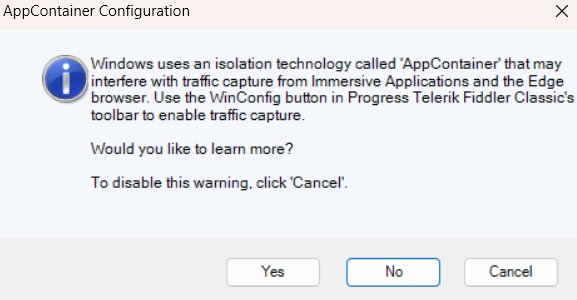 AppContainer Configuration
Windows uses an isolation technology called 'AppContainer' that may
interfere with traffic capture from Immersive Applications and the Edge
browser. Use the WinConfig button in Progress Telerik Fiddler Classic's
toolbar to enable traffic capture.
Would you like to learn more?
To disable this warning, click 'Cancel'.
Yes
No
Cancel